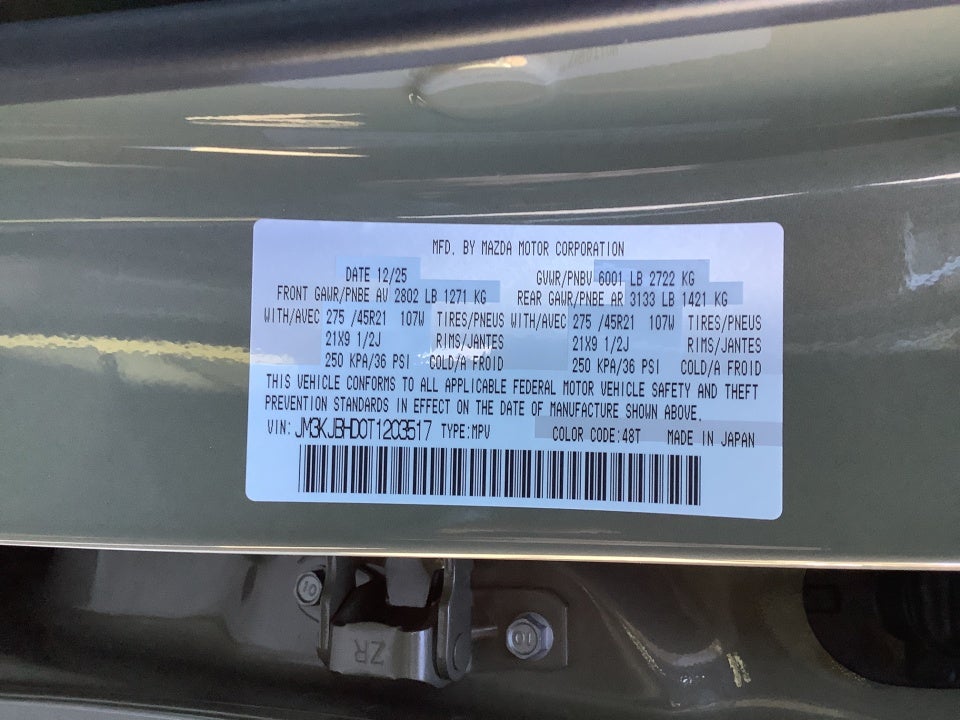 MFD. BY MAZDA MOTOR CORPORATION
DATE 12/25 GVWR/PNBV 6001 LB 2722 KG
FRONT GAWR/PNBE AV 2802 LB 1271 KG REAR GAWR/PNBE AR 3133 LB 1421 KG
WITH/AVEC 275 /45R21 107W TIRES/PNEUS WITH/AVEC 275 /45R21 107W TIRES/PNEUS
21X9 1/2J RIMS/JANTES 21X9 1/2J RIMS/JANTES
250 KPA/36 PSI COLD/A FROID 250 KPA/36 PSI COLD/A FROID
THIS VEHICLE CONFORMS TO ALL APPLICABLE FEDERAL MOTOR VEHICLE SAFETY AND THEFT
PREVENTION STANDARDS IN EFFECT ON THE DATE OF MANUFACTURE SHOWN ABOVE.
VIN: JM3KJBHD0T1203517 TYPE:MPV COLOR CODE:48T MADE IN JAPAN
10
ZR
10